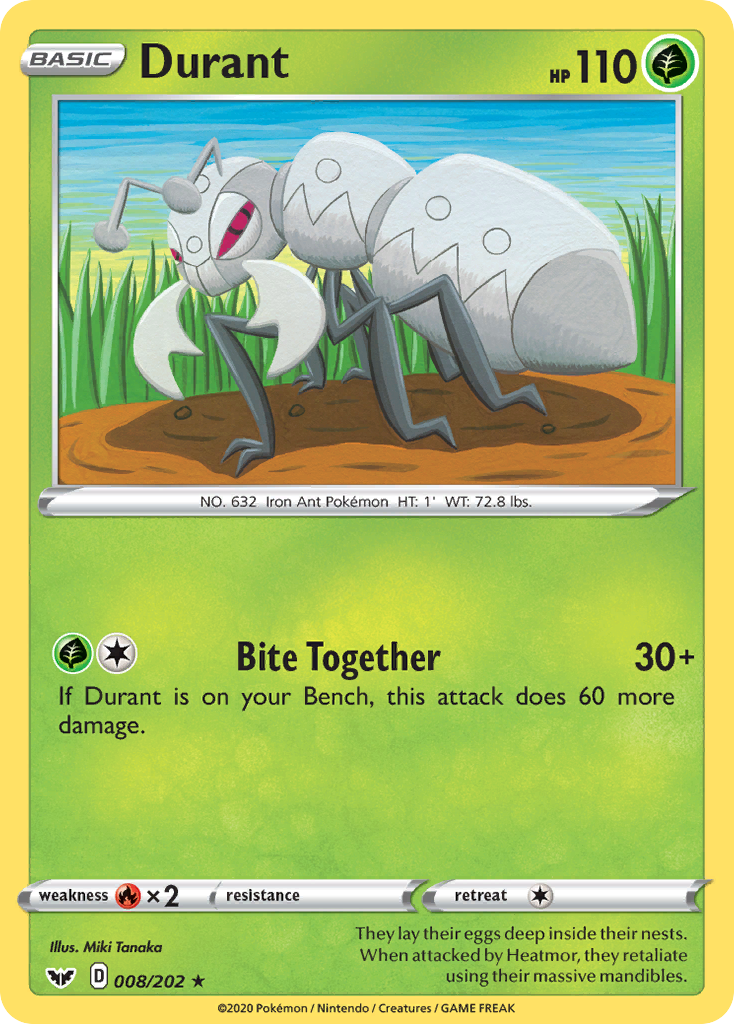 BASIC Durant HP 110
NO. 632 Iron Ant Pokémon HT: 1' WT: 72.8 lbs.
Bite Together 30+
If Durant is on your Bench, this attack does 60 more
damage.
weakness ×2 resistance retreat
Illus. Miki Tanaka
They lay their eggs deep inside their nests.
When attacked by Heatmor, they retaliate
using their massive mandibles.
D 008/202 ★
©2020 Pokémon / Nintendo / Creatures / GAME FREAK